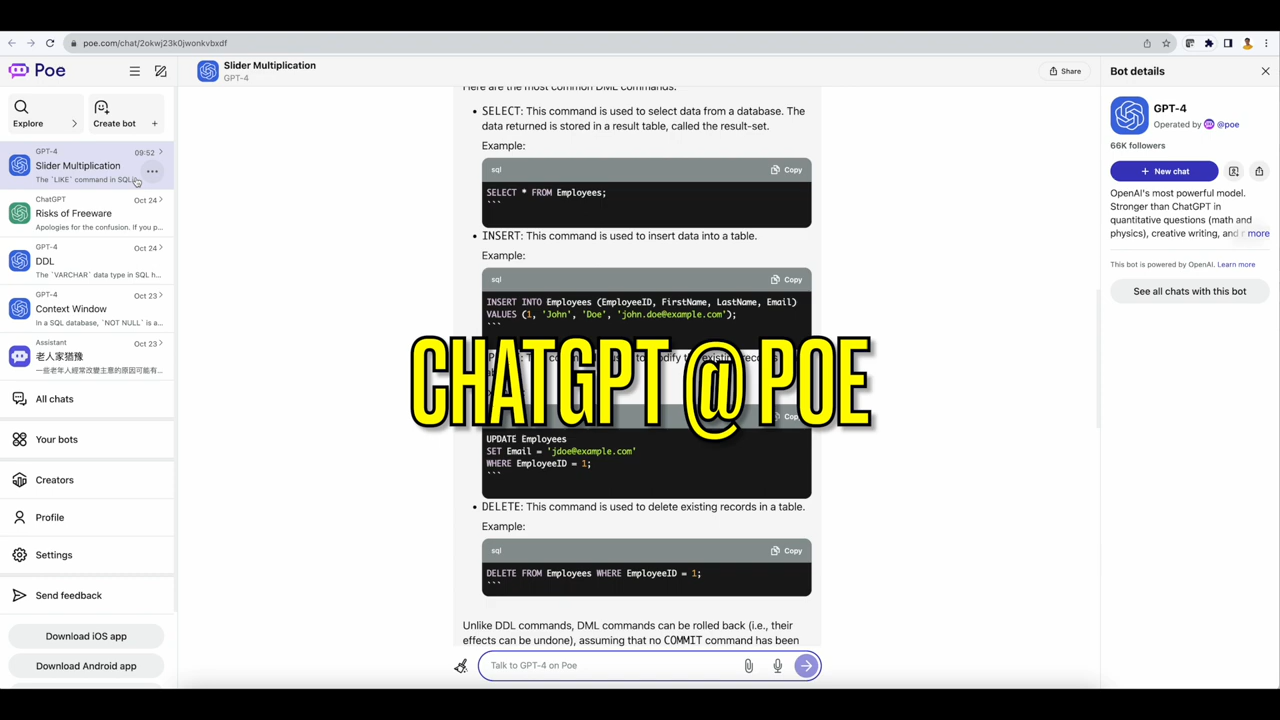 poe.com/chat/2okwj23k0jwonkvbxdf
Poe
Explore
Create bot
GPT-4
09:52
Slider Multiplication
The `LIKE` command in SQL is
ChatGPT
Oct 24
Risks of Freeware
Apologies for the confusion. If you p...
GPT-4
Oct 24
DDL
The `VARCHAR` data type in SQL h...
GPT-4
Oct 23
Context Window
In a SQL database, `NOT NULL` is a...
Assistant
Oct 23
老人家猶豫
一些老年人經常改變主意的原因可能有...
All chats
Your bots
Creators
Profile
Settings
Send feedback
Download iOS app
Download Android app
Slider Multiplication
GPT-4
Share
Here are the most common DML commands:
• SELECT: This command is used to select data from a database. The
data returned is stored in a result table, called the result-set.
Example:
sql
Copy
SELECT * FROM Employees;
```
• INSERT: This command is used to insert data into a table.
Example:
sql
Copy
INSERT INTO Employees (EmployeeID, FirstName, LastName, Email)
VALUES (1, 'John', 'Doe', 'john.doe@example.com');
```
CHATGPT @ POE
Copy
UPDATE Employees
SET Email = 'jdoe@example.com'
WHERE EmployeeID = 1;
```
• DELETE: This command is used to delete existing records in a table.
Example:
sql
Copy
DELETE FROM Employees WHERE EmployeeID = 1;
```
Unlike DDL commands, DML commands can be rolled back (i.e., their
effects can be undone), assuming that no COMMIT command has been
Talk to GPT-4 on Poe
Bot details
GPT-4
Operated by @poe
66K followers
+ New chat
OpenAI's most powerful model.
Stronger than ChatGPT in
quantitative questions (math and
physics), creative writing, and more
This bot is powered by OpenAI. Learn more
See all chats with this bot